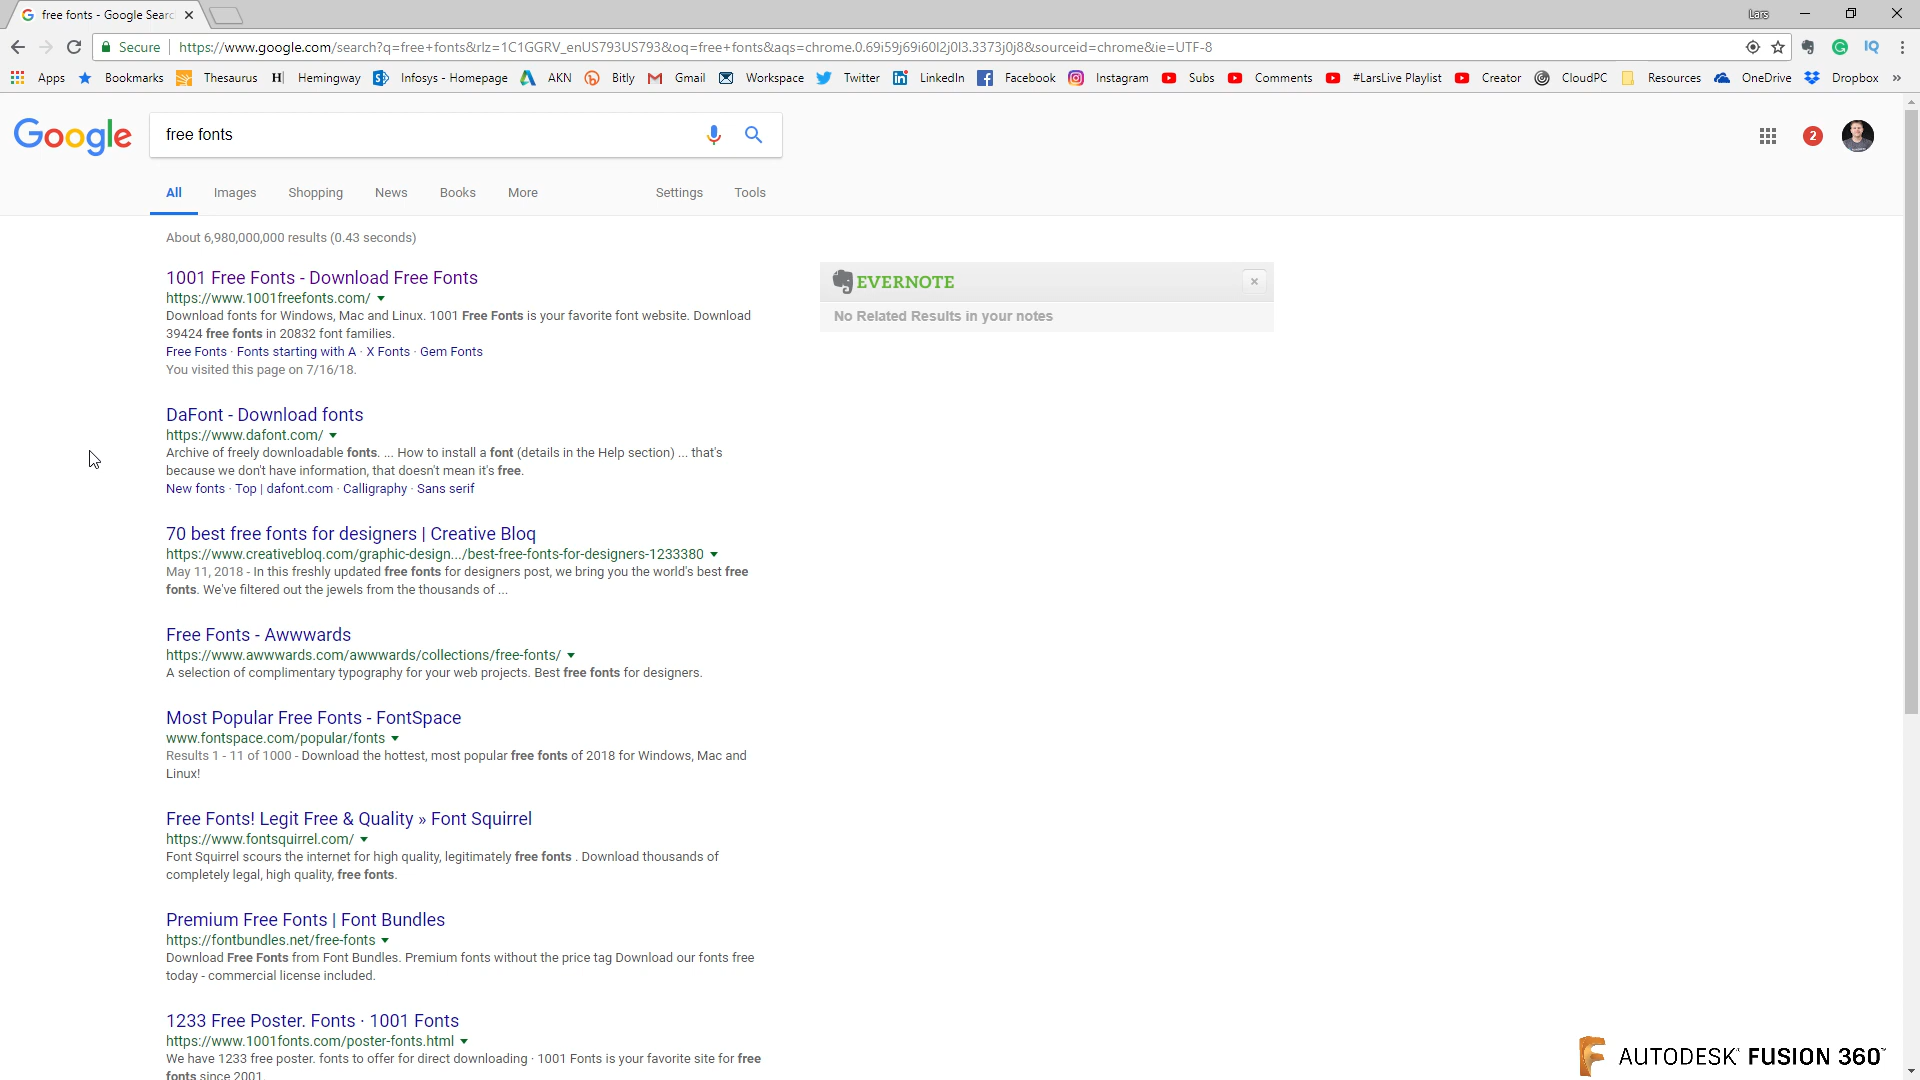 free fonts - Google Searc
Lars
Secure
https://www.google.com/search?q=free+fonts&rlz=1C1GGRV_enUS793US793&oq=free+fonts&aqs=chrome.0.69i59j69i60l2j0l3.3373j0j8&sourceid=chrome&ie=UTF-8
IQ
Apps Bookmarks Thesaurus H Hemingway Infosys - Homepage AKN Bitly Gmail Workspace Twitter LinkedIn Facebook Instagram Subs Comments #LarsLive Playlist Creator CloudPC Resources OneDrive Dropbox »
Google
free fonts
2
All Images Shopping News Books More Settings Tools
About 6,980,000,000 results (0.43 seconds)
1001 Free Fonts - Download Free Fonts
https://www.1001freefonts.com/
Download fonts for Windows, Mac and Linux. 1001 Free Fonts is your favorite font website. Download
39424 free fonts in 20832 font families.
Free Fonts · Fonts starting with A · X Fonts · Gem Fonts
You visited this page on 7/16/18.
EVERNOTE
No Related Results in your notes
DaFont - Download fonts
https://www.dafont.com/
Archive of freely downloadable fonts. ... How to install a font (details in the Help section) ... that's
because we don't have information, that doesn't mean it's free.
New fonts · Top | dafont.com · Calligraphy · Sans serif
70 best free fonts for designers | Creative Bloq
https://www.creativebloq.com/graphic-design.../best-free-fonts-for-designers-1233380
May 11, 2018 - In this freshly updated free fonts for designers post, we bring you the world's best free
fonts. We've filtered out the jewels from the thousands of ...
Free Fonts - Awwwards
https://www.awwwards.com/awwwards/collections/free-fonts/
A selection of complimentary typography for your web projects. Best free fonts for designers.
Most Popular Free Fonts - FontSpace
www.fontspace.com/popular/fonts
Results 1 - 11 of 1000 - Download the hottest, most popular free fonts of 2018 for Windows, Mac and
Linux!
Free Fonts! Legit Free & Quality » Font Squirrel
https://www.fontsquirrel.com/
Font Squirrel scours the internet for high quality, legitimately free fonts . Download thousands of
completely legal, high quality, free fonts.
Premium Free Fonts | Font Bundles
https://fontbundles.net/free-fonts
Download Free Fonts from Font Bundles. Premium fonts without the price tag Download our fonts free
today - commercial license included.
1233 Free Poster. Fonts · 1001 Fonts
https://www.1001fonts.com/poster-fonts.html
We have 1233 free poster. fonts to offer for direct downloading · 1001 Fonts is your favorite site for free
fonts since 2001.
AUTODESK FUSION 360™